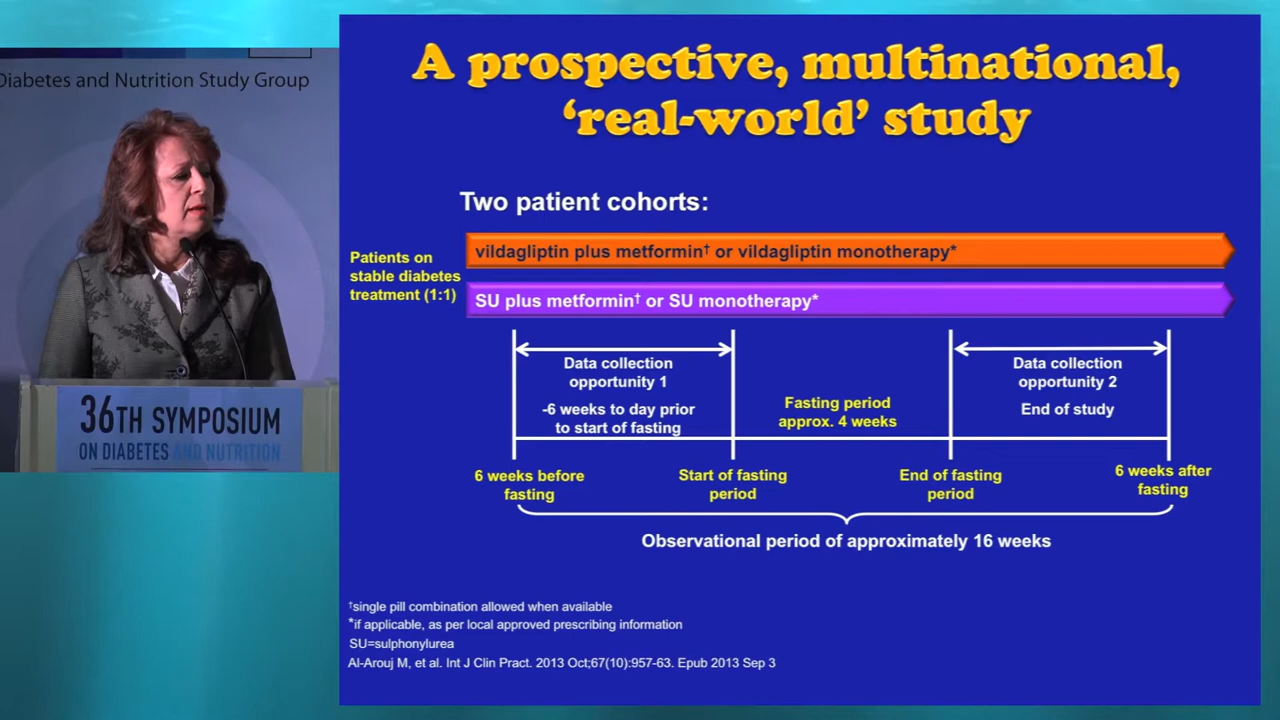 Diabetes and Nutrition Study Group
36TH SYMPOSIUM
ON DIABETES AND NUTRITION
A prospective, multinational,
‘real-world’ study
Two patient cohorts:
Patients on
stable diabetes
treatment (1:1)
vildagliptin plus metformin† or vildagliptin monotherapy*
SU plus metformin† or SU monotherapy*
Data collection
opportunity 1
-6 weeks to day prior
to start of fasting
Fasting period
approx. 4 weeks
Data collection
opportunity 2
End of study
6 weeks before
fasting
Start of fasting
period
End of fasting
period
6 weeks after
fasting
Observational period of approximately 16 weeks
†single pill combination allowed when available
*if applicable, as per local approved prescribing information
SU=sulphonylurea
Al-Arouj M, et al. Int J Clin Pract. 2013 Oct;67(10):957-63. Epub 2013 Sep 3